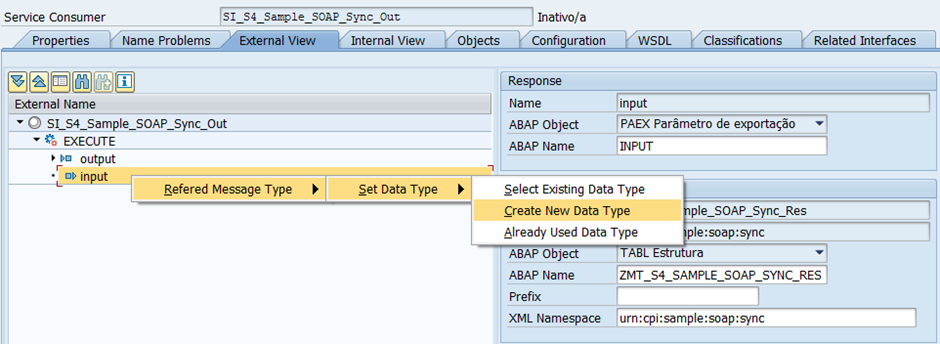 Service Consumer SI_S4_Sample_SOAP_Sync_Out Inativo/a
Properties Name Problems External View Internal View Objects Configuration WSDL Classifications Related Interfaces
External Name
SI_S4_Sample_SOAP_Sync_Out
EXECUTE
output
input
Refered Message Type
Set Data Type
Select Existing Data Type
Create New Data Type
Already Used Data Type
Response
Name input
ABAP Object PAEX Parâmetro de exportação
ABAP Name INPUT
ample_SOAP_Sync_Res
mple:soap:sync
ABAP Object TABL Estrutura
ABAP Name ZMT_S4_SAMPLE_SOAP_SYNC_RES
Prefix
XML Namespace urn:cpi:sample:soap:sync